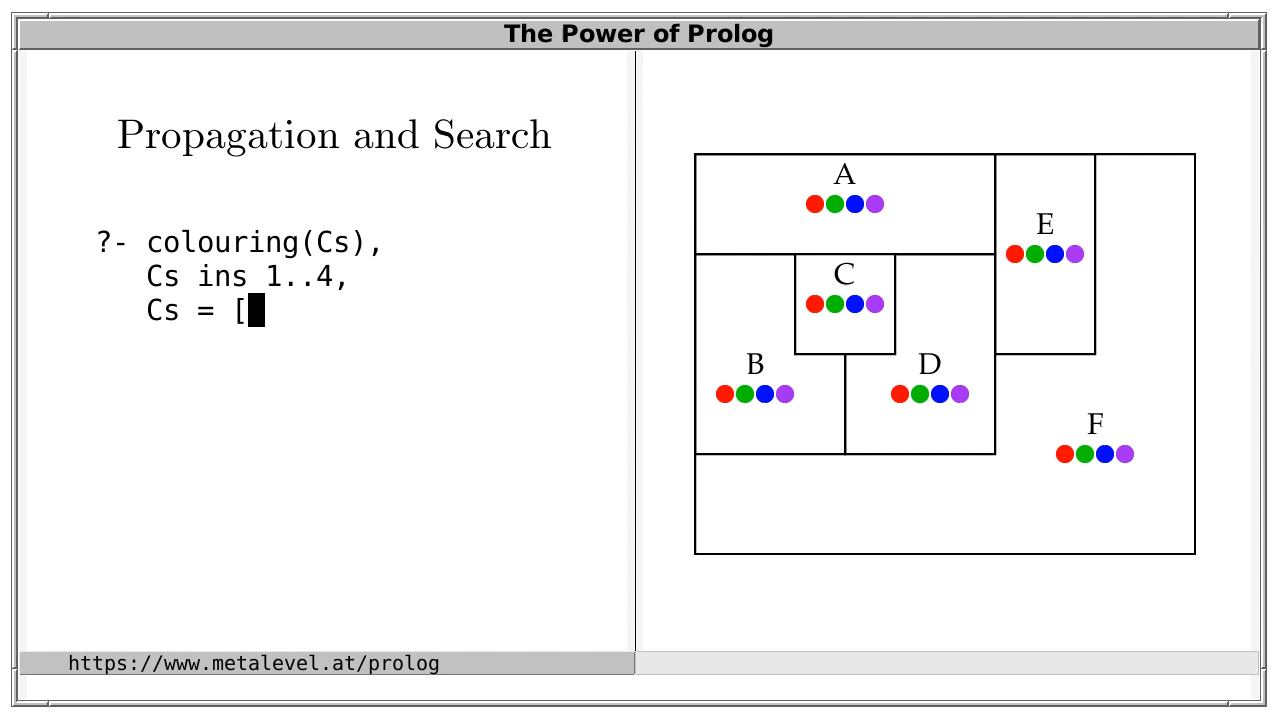 The Power of Prolog
Propagation and Search
?- colouring(Cs),
Cs ins 1..4,
Cs = [
A
E
C
B
D
F
https://www.metalevel.at/prolog